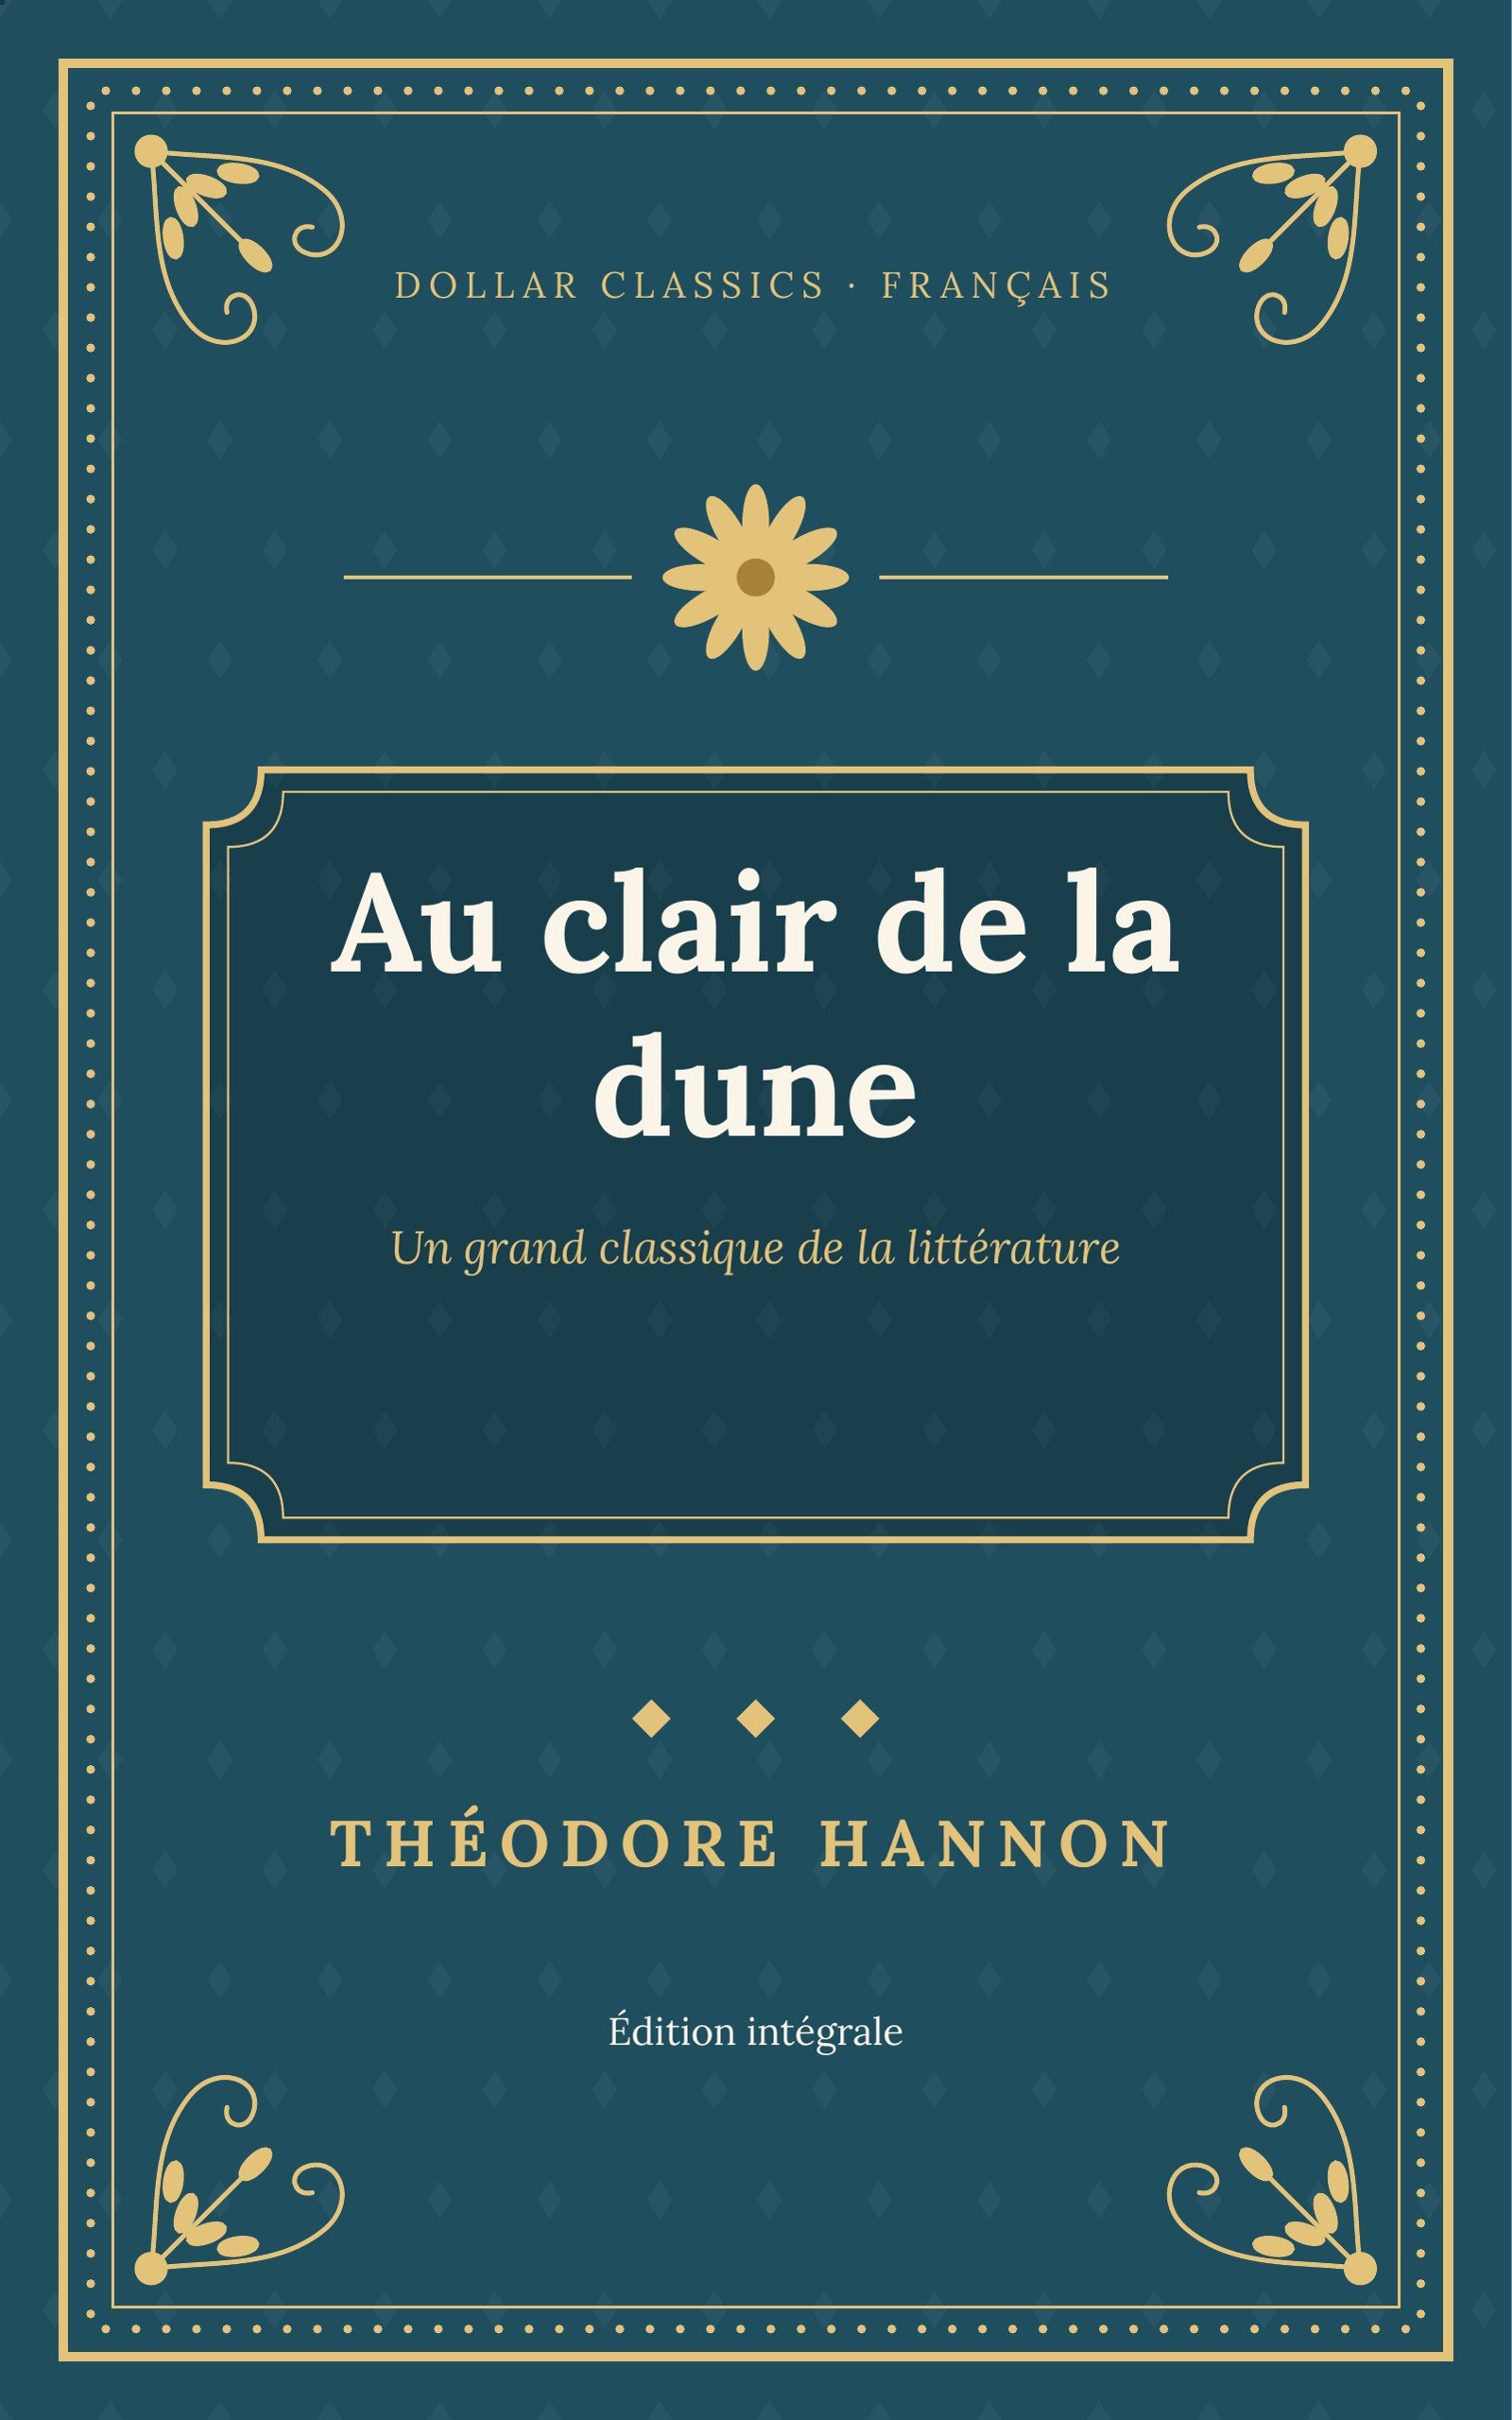 DOLLAR CLASSICS · FRANÇAIS
Au clair de la
dune
Un grand classique de la littérature
THÉODORE HANNON
Édition intégrale